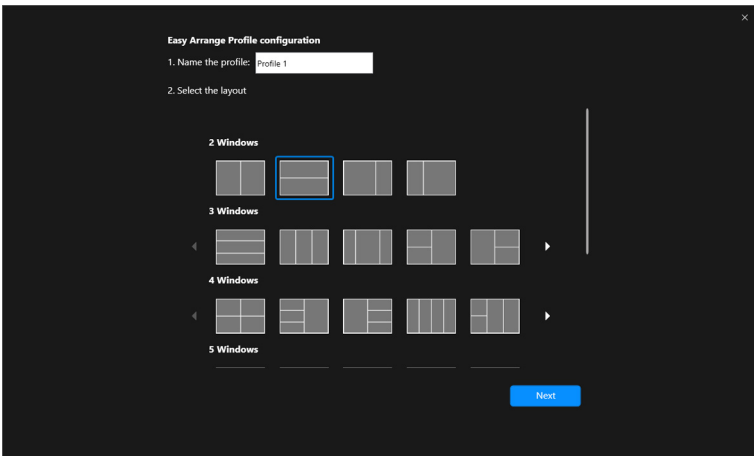 Easy Arrange Profile configuration
1. Name the profile: Profile 1
2. Select the layout
2 Windows
3 Windows
4 Windows
5 Windows
Next